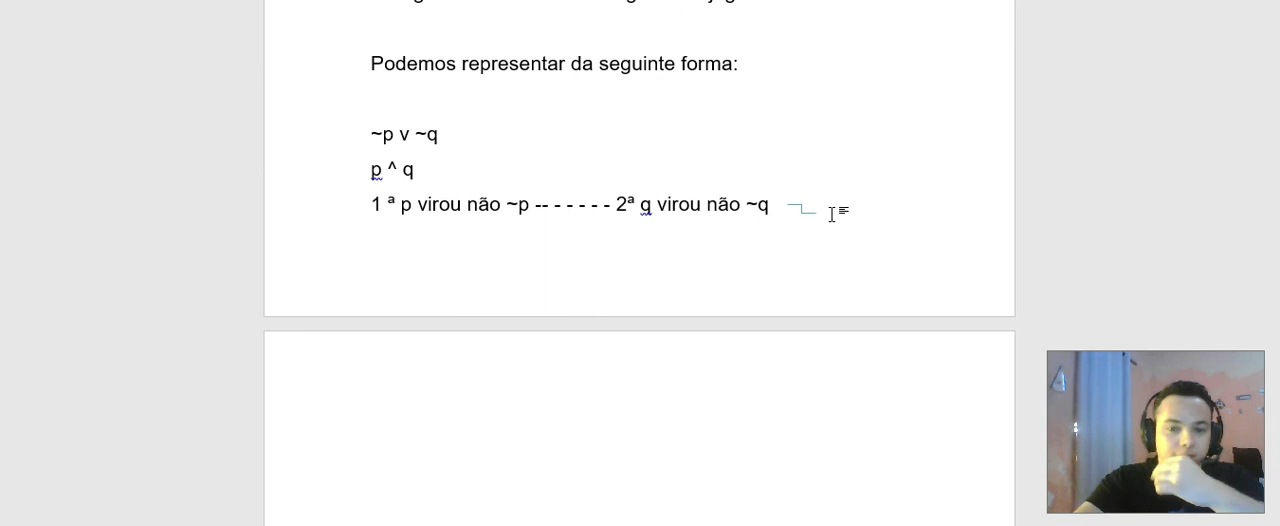 Podemos representar da seguinte forma:
~p v ~q
p ^ q
1 ª p virou não ~p -- - - - - - 2ª q virou não ~q